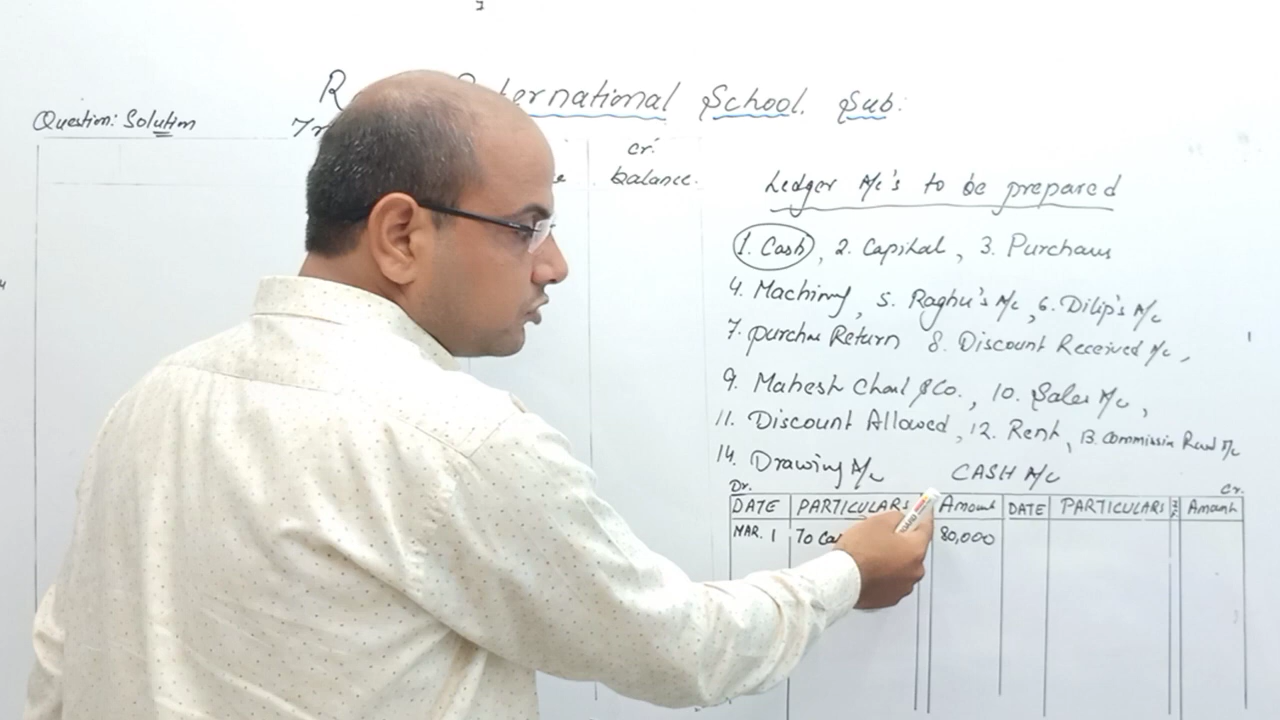 International School. Sub:
Question: Solution
cr.
balance.
Ledger A/c's to be prepared
1. Cash, 2. Capital, 3. Purchases
4. Machinery, 5. Raghu's A/c, 6. Dilip's A/c
7. purchase Return 8. Discount Received A/c,
9. Mahesh Chand & Co., 10. Sales A/c,
11. Discount Allowed, 12. Rent, 13. Commission Recd A/c
14. Drawing A/c CASH A/c
Dr. Cr.
DATE PARTICULARS Amount DATE PARTICULARS Amount
MAR. 1 To 80,000